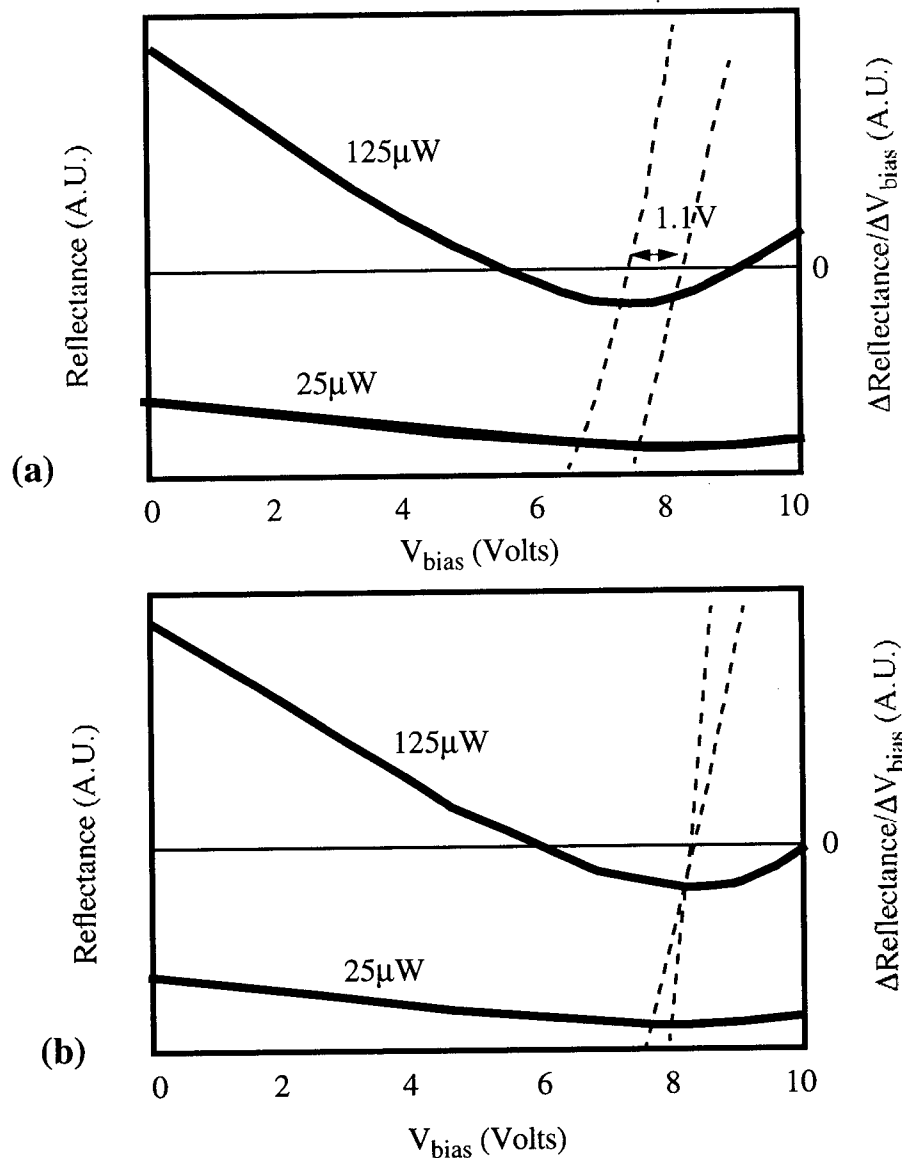 Reflectance (A.U.)
125μW
1.1V
0
25μW
ΔReflectance/ΔV_bias (A.U.)
(a)
0 2 4 6 8 10
V_bias (Volts)
Reflectance (A.U.)
125μW
0
25μW
ΔReflectance/ΔV_bias (A.U.)
(b)
0 2 4 6 8 10
V_bias (Volts)